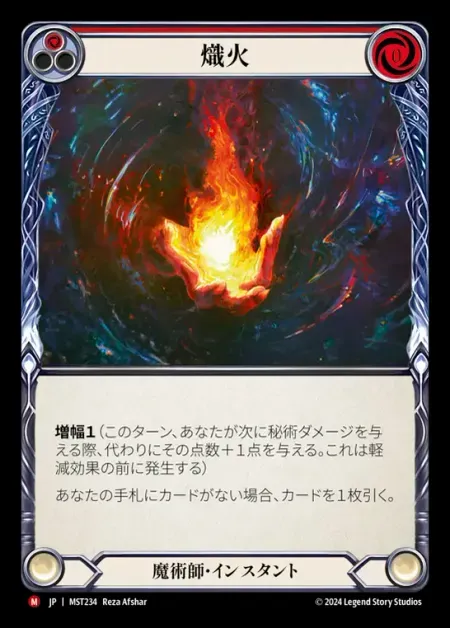 熾火
0
増幅1(このターン、あなたが次に秘術ダメージを与
える際、代わりにその点数+1点を与える。これは軽
減効果の前に発生する)
あなたの手札にカードがない場合、カードを1枚引く。
魔術師・インスタント
M JP | MST234 Reza Afshar
© 2024 Legend Story Studios